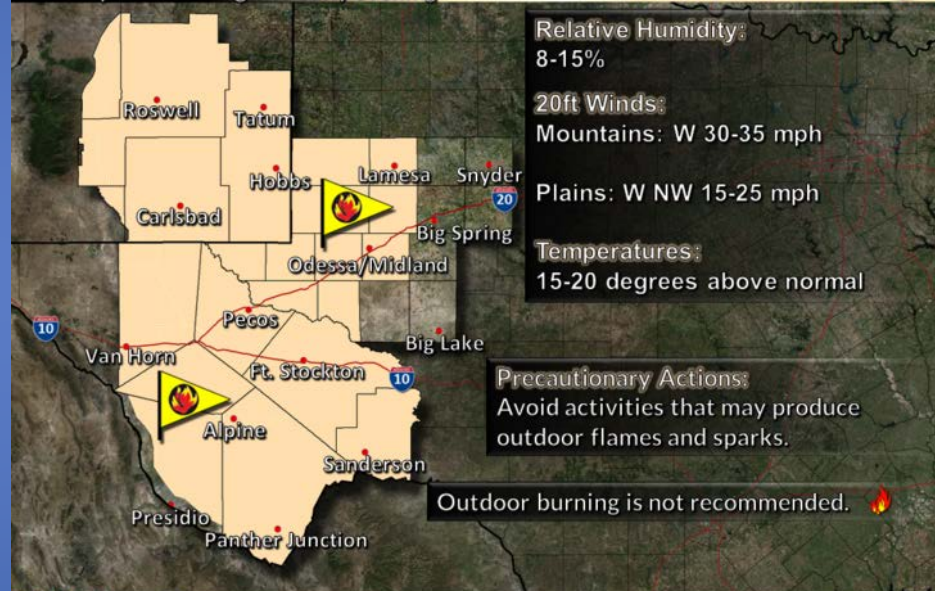 Relative Humidity:
8-15%
20ft Winds:
Mountains: W 30-35 mph
Plains: W NW 15-25 mph
Temperatures:
15-20 degrees above normal
Roswell
Tatum
Hobbs
Lamesa
Snyder
20
Carlsbad
Big Spring
Odessa/Midland
Pecos
10
Big Lake
Van Horn
Ft. Stockton
10
Precautionary Actions:
Avoid activities that may produce
outdoor flames and sparks.
Alpine
Sanderson
Outdoor burning is not recommended.
Presidio
Panther Junction